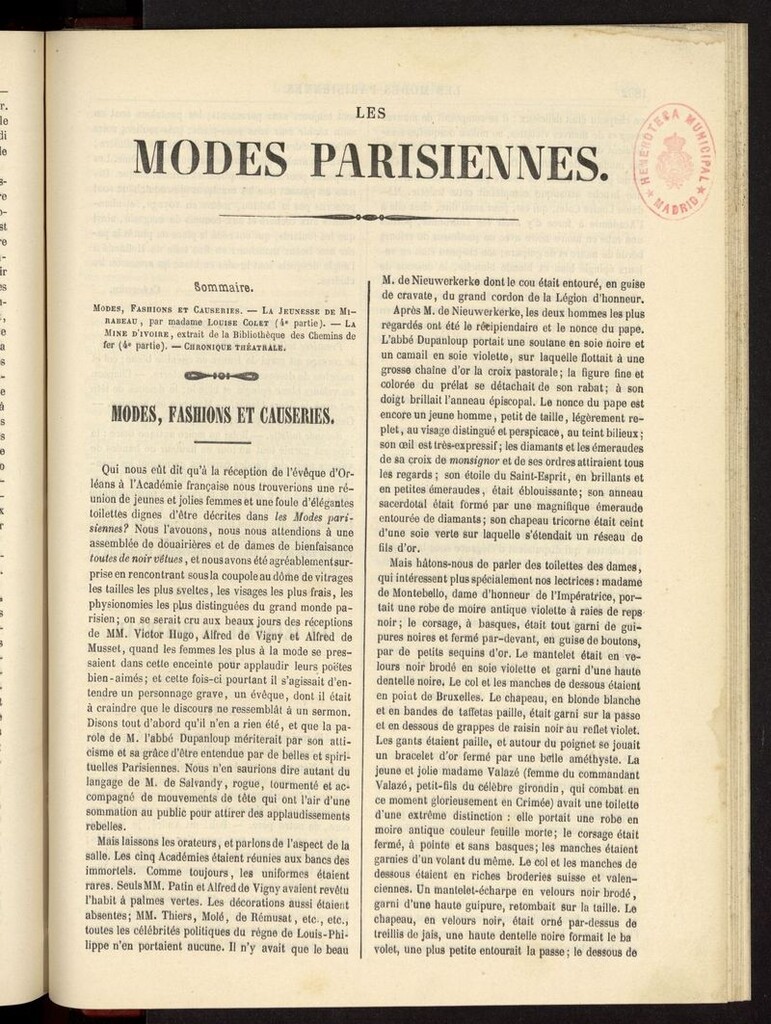 LES
MODES PARISIENNES.
HEMEROTECA MUNICIPAL
MADRID
Sommaire.
MODES, FASHIONS ET CAUSERIES. — LA JEUNESSE DE MI-
RABEAU, par madame LOUISE COLET (4e partie). — LA
MINE D'IVOIRE, extrait de la Bibliothèque des Chemins de
fer (4e partie). — CHRONIQUE THÉATRALE.
MODES, FASHIONS ET CAUSERIES.
Qui nous eût dit qu'à la réception de l'évêque d'Or-
léans à l'Académie française nous trouverions une ré-
union de jeunes et jolies femmes et une foule d'élégantes
toilettes dignes d'être décrites dans les Modes pari-
siennes? Nous l'avouons, nous nous attendions à une
assemblée de douairières et de dames de bienfaisance
toutes de noir vêtues, et nous avons été agréablement sur-
prise en rencontrant sous la coupole au dôme de vitrages
les tailles les plus sveltes, les visages les plus frais, les
physionomies les plus distinguées du grand monde pa-
risien; on se serait cru aux beaux jours des réceptions
de MM. Victor Hugo, Alfred de Vigny et Alfred de
Musset, quand les femmes les plus à la mode se pres-
saient dans cette enceinte pour applaudir leurs poëtes
bien-aimés; et cette fois-ci pourtant il s'agissait d'en-
tendre un personnage grave, un évêque, dont il était
à craindre que le discours ne ressemblât à un sermon.
Disons tout d'abord qu'il n'en a rien été, et que la pa-
role de M. l'abbé Dupanloup mériterait par son atti-
cisme et sa grâce d'être entendue par de belles et spiri-
tuelles Parisiennes. Nous n'en saurions dire autant du
langage de M. de Salvandy, rogue, tourmenté et ac-
compagné de mouvements de tête qui ont l'air d'une
sommation au public pour attirer des applaudissements
rebelles.
Mais laissons les orateurs, et parlons de l'aspect de la
salle. Les cinq Académies étaient réunies aux bancs des
immortels. Comme toujours, les uniformes étaient
rares. Seuls MM. Patin et Alfred de Vigny avaient revêtu
l'habit à palmes vertes. Les décorations aussi étaient
absentes; MM. Thiers, Molé, de Rémusat, etc., etc.,
toutes les célébrités politiques du règne de Louis-Phi-
lippe n'en portaient aucune. Il n'y avait que le beau
M. de Nieuwerkerke dont le cou était entouré, en guise
de cravate, du grand cordon de la Légion d'honneur.
Après M. de Nieuwerkerke, les deux hommes les plus
regardés ont été le récipiendaire et le nonce du pape.
L'abbé Dupanloup portait une soutane en soie noire et
un camail en soie violette, sur laquelle flottait à une
grosse chaîne d'or la croix pastorale; la figure fine et
colorée du prélat se détachait de son rabat; à son
doigt brillait l'anneau épiscopal. Le nonce du pape est
encore un jeune homme, petit de taille, légèrement re-
plet, au visage distingué et perspicace, au teint bilieux;
son œil est très-expressif; les diamants et les émeraudes
de sa croix de monsignor et de ses ordres attiraient tous
les regards; son étoile du Saint-Esprit, en brillants et
en petites émeraudes, était éblouissante; son anneau
sacerdotal était formé par une magnifique émeraude
entourée de diamants; son chapeau tricorne était ceint
d'une soie verte sur laquelle s'étendait un réseau de
fils d'or.
Mais hâtons-nous de parler des toilettes des dames,
qui intéressent plus spécialement nos lectrices: madame
de Montebello, dame d'honneur de l'Impératrice, por-
tait une robe de moire antique violette à raies de reps
noir; le corsage, à basques, était tout garni de gui-
pures noires et fermé par-devant, en guise de boutons,
par de petits sequins d'or. Le mantelet était en ve-
lours noir brodé en soie violette et garni d'une haute
dentelle noire. Le col et les manches de dessous étaient
en point de Bruxelles. Le chapeau, en blonde blanche
et en bandes de taffetas paille, était garni sur la passe
et en dessous de grappes de raisin noir au reflet violet.
Les gants étaient paille, et autour du poignet se jouait
un bracelet d'or fermé par une belle améthyste. La
jeune et jolie madame Valazé (femme du commandant
Valazé, petit-fils du célèbre girondin, qui combat en
ce moment glorieusement en Crimée) avait une toilette
d'une extrême distinction: elle portait une robe en
moire antique couleur feuille morte; le corsage était
fermé, à pointe et sans basques; les manches étaient
garnies d'un volant du même. Le col et les manches de
dessous étaient en riches broderies suisse et valen-
ciennes. Un mantelet-écharpe en velours noir brodé,
garni d'une haute guipure, retombait sur la taille. Le
chapeau, en velours noir, était orné par-dessus de
treillis de jais, une haute dentelle noire formait le ba
volet, une plus petite entourait la passe; le dessous de